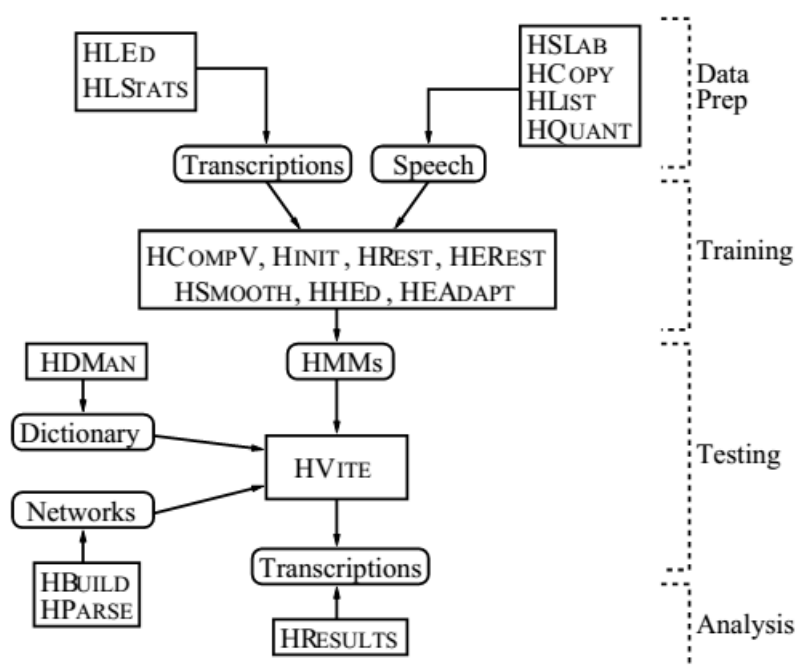 HLED
HLSTATS
HSLAB
HCOPY
HLIST
HQUANT
Data
Prep
Transcriptions
Speech
HCOMPV, HINIT, HREST, HEREST
HSMOOTH, HHED, HEADAPT
Training
HDMAN
HMMs
Dictionary
HVITE
Testing
Networks
HBUILD
HPARSE
Transcriptions
HRESULTS
Analysis